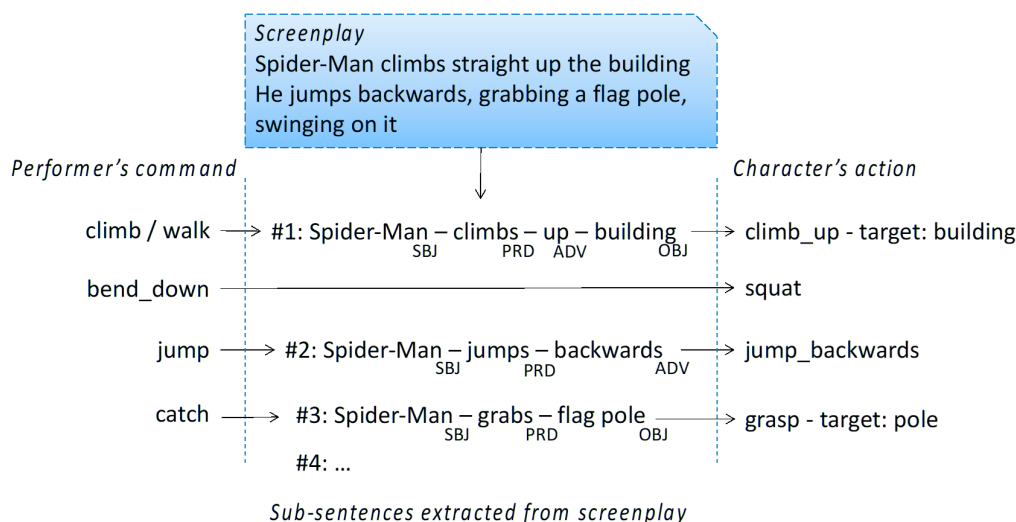 Screenplay
Spider-Man climbs straight up the building
He jumps backwards, grabbing a flag pole,
swinging on it
Performer's command
Character's action
climb / walk
#1: Spider-Man – climbs – up – building
SBJ PRD ADV OBJ
climb_up - target: building
bend_down
squat
jump
#2: Spider-Man – jumps – backwards
SBJ PRD ADV
jump_backwards
catch
#3: Spider-Man – grabs – flag pole
SBJ PRD OBJ
grasp - target: pole
#4: ...
Sub-sentences extracted from screenplay